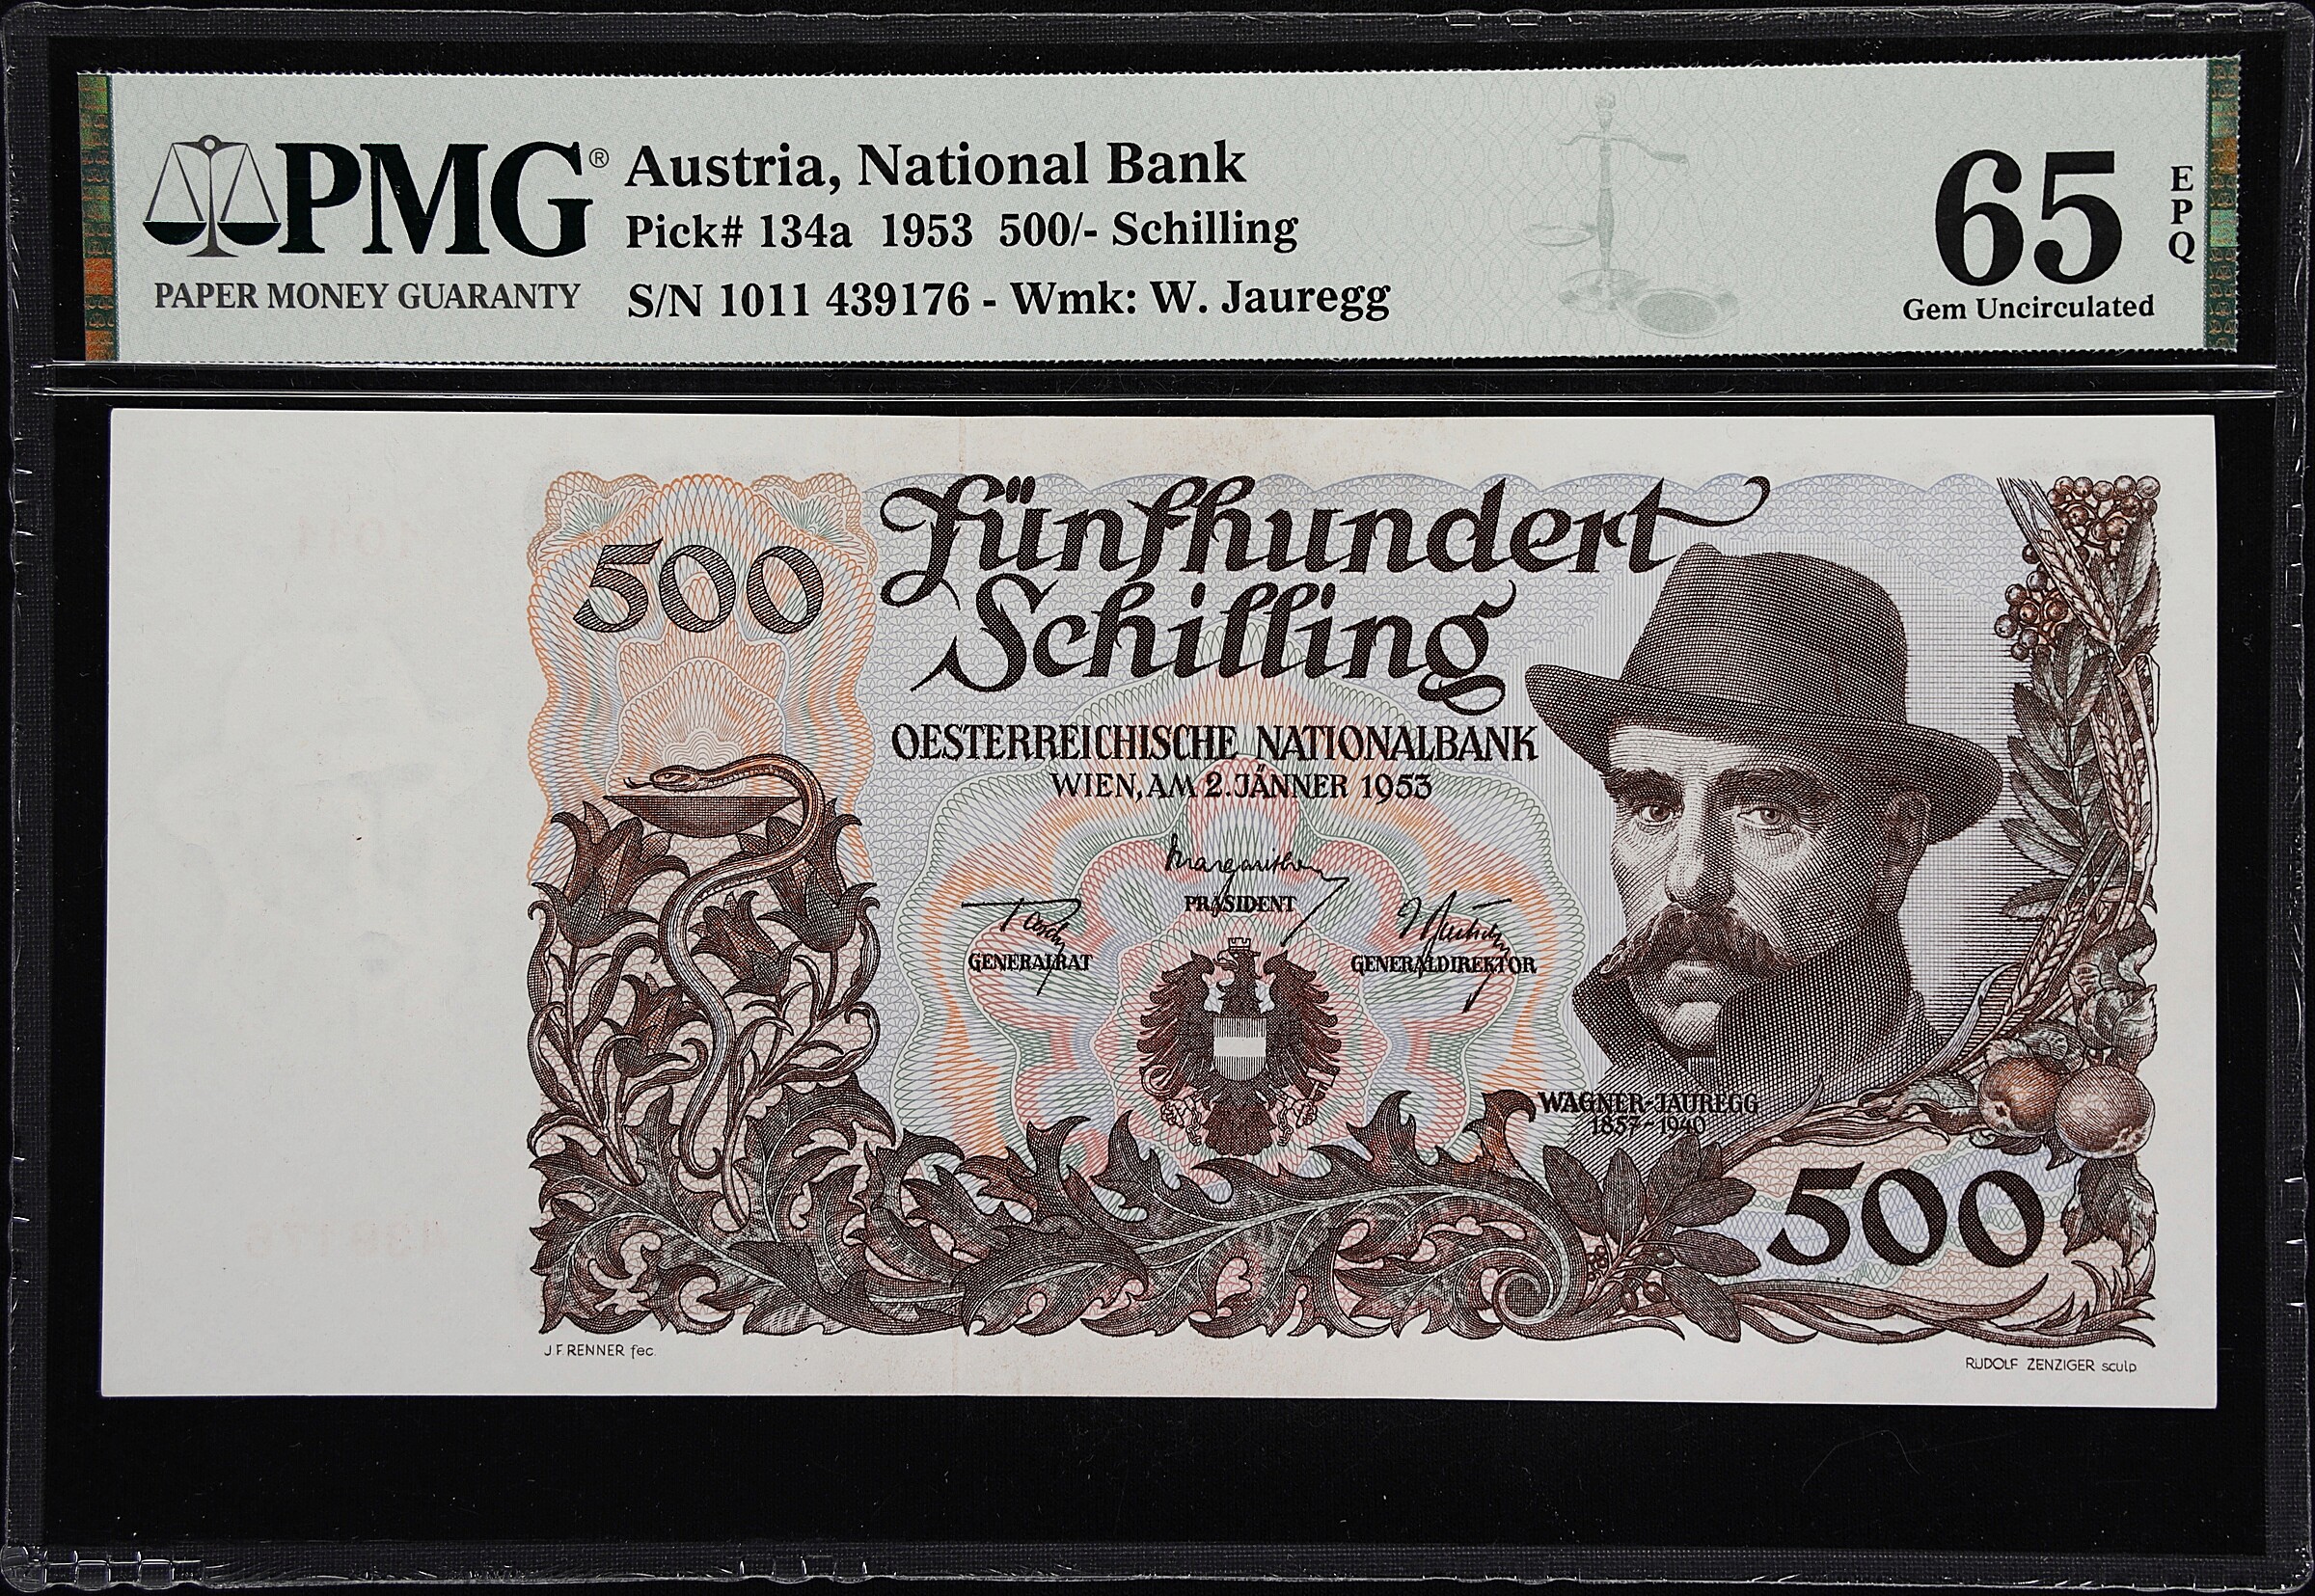 PMG®
PAPER MONEY GUARANTY
Austria, National Bank
Pick# 134a 1953 500/- Schilling
S/N 1011 439176 - Wmk: W. Jauregg
65
EPQ
Gem Uncirculated
500
Fünfhundert
Schilling
OESTERREICHISCHE NATIONALBANK
WIEN, AM 2. JÄNNER 1953
PRÄSIDENT
GENERALRAT
GENERALDIREKTOR
WAGNER-JAUREGG
1857-1940
500
J.F. RENNER fec.
RUDOLF ZENZIGER sculp